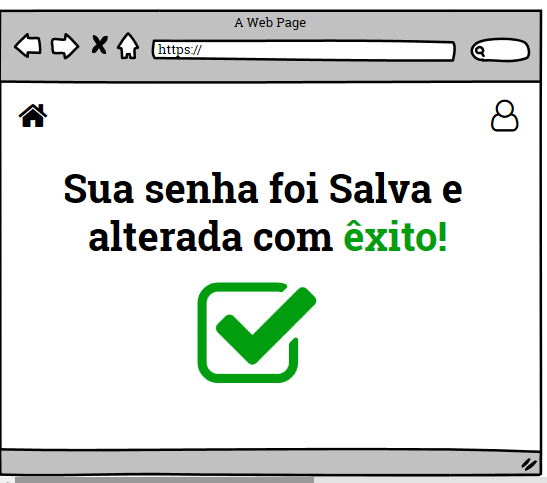 A Web Page
https://
Sua senha foi Salva e
alterada com êxito!